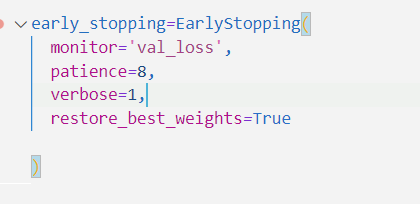 early_stopping=EarlyStopping(
monitor='val_loss',
patience=8,
verbose=1,
restore_best_weights=True
)